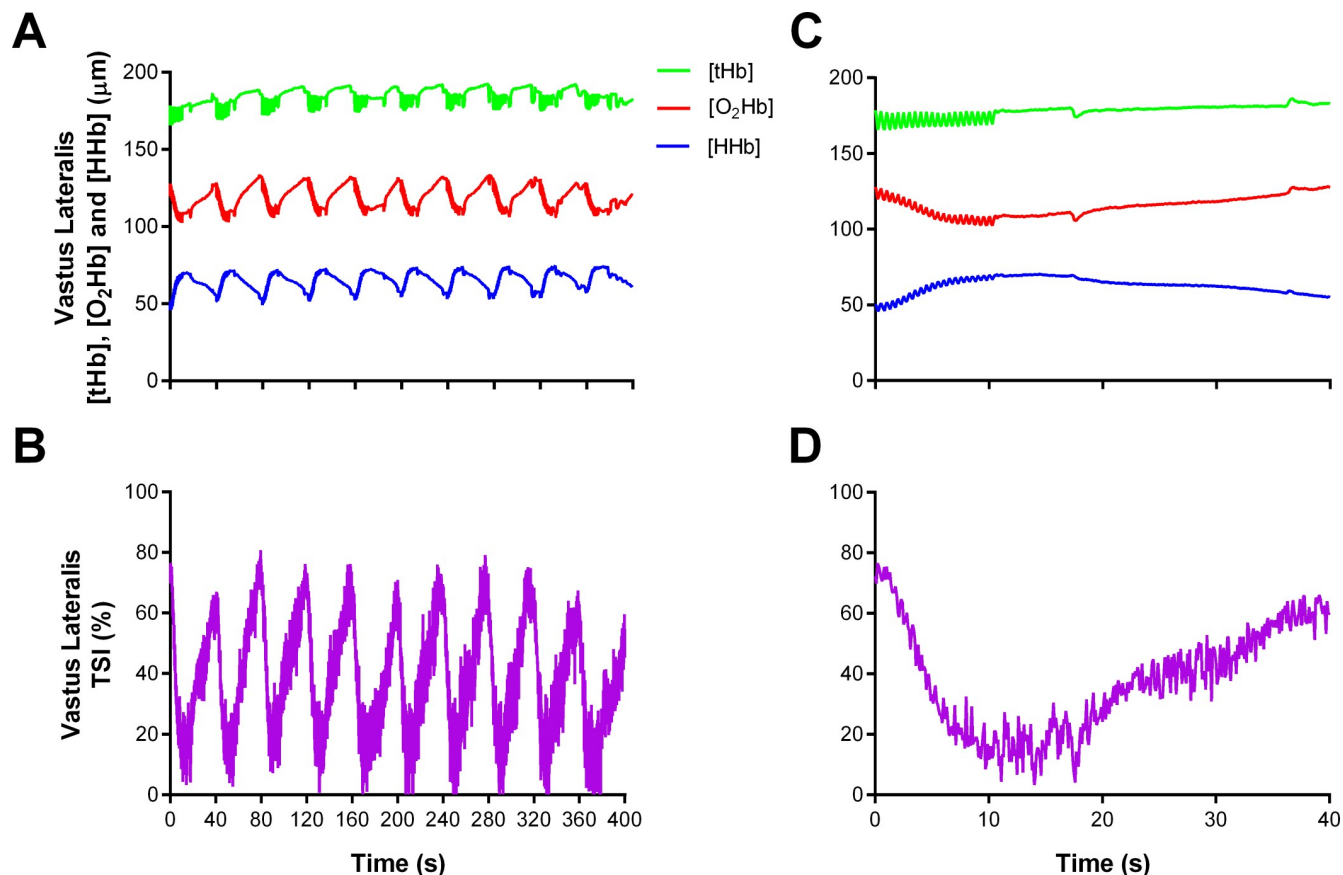 A
C
Vastus Lateralis
[tHb], [O₂Hb] and [HHb] (μm)
200
150
100
50
0
[tHb]
[O₂Hb]
[HHb]
200
150
100
50
0
B
D
Vastus Lateralis
TSI (%)
100
80
60
40
20
0
0 40 80 120 160 200 240 280 320 360 400
Time (s)
100
80
60
40
20
0
0 10 20 30 40
Time (s)